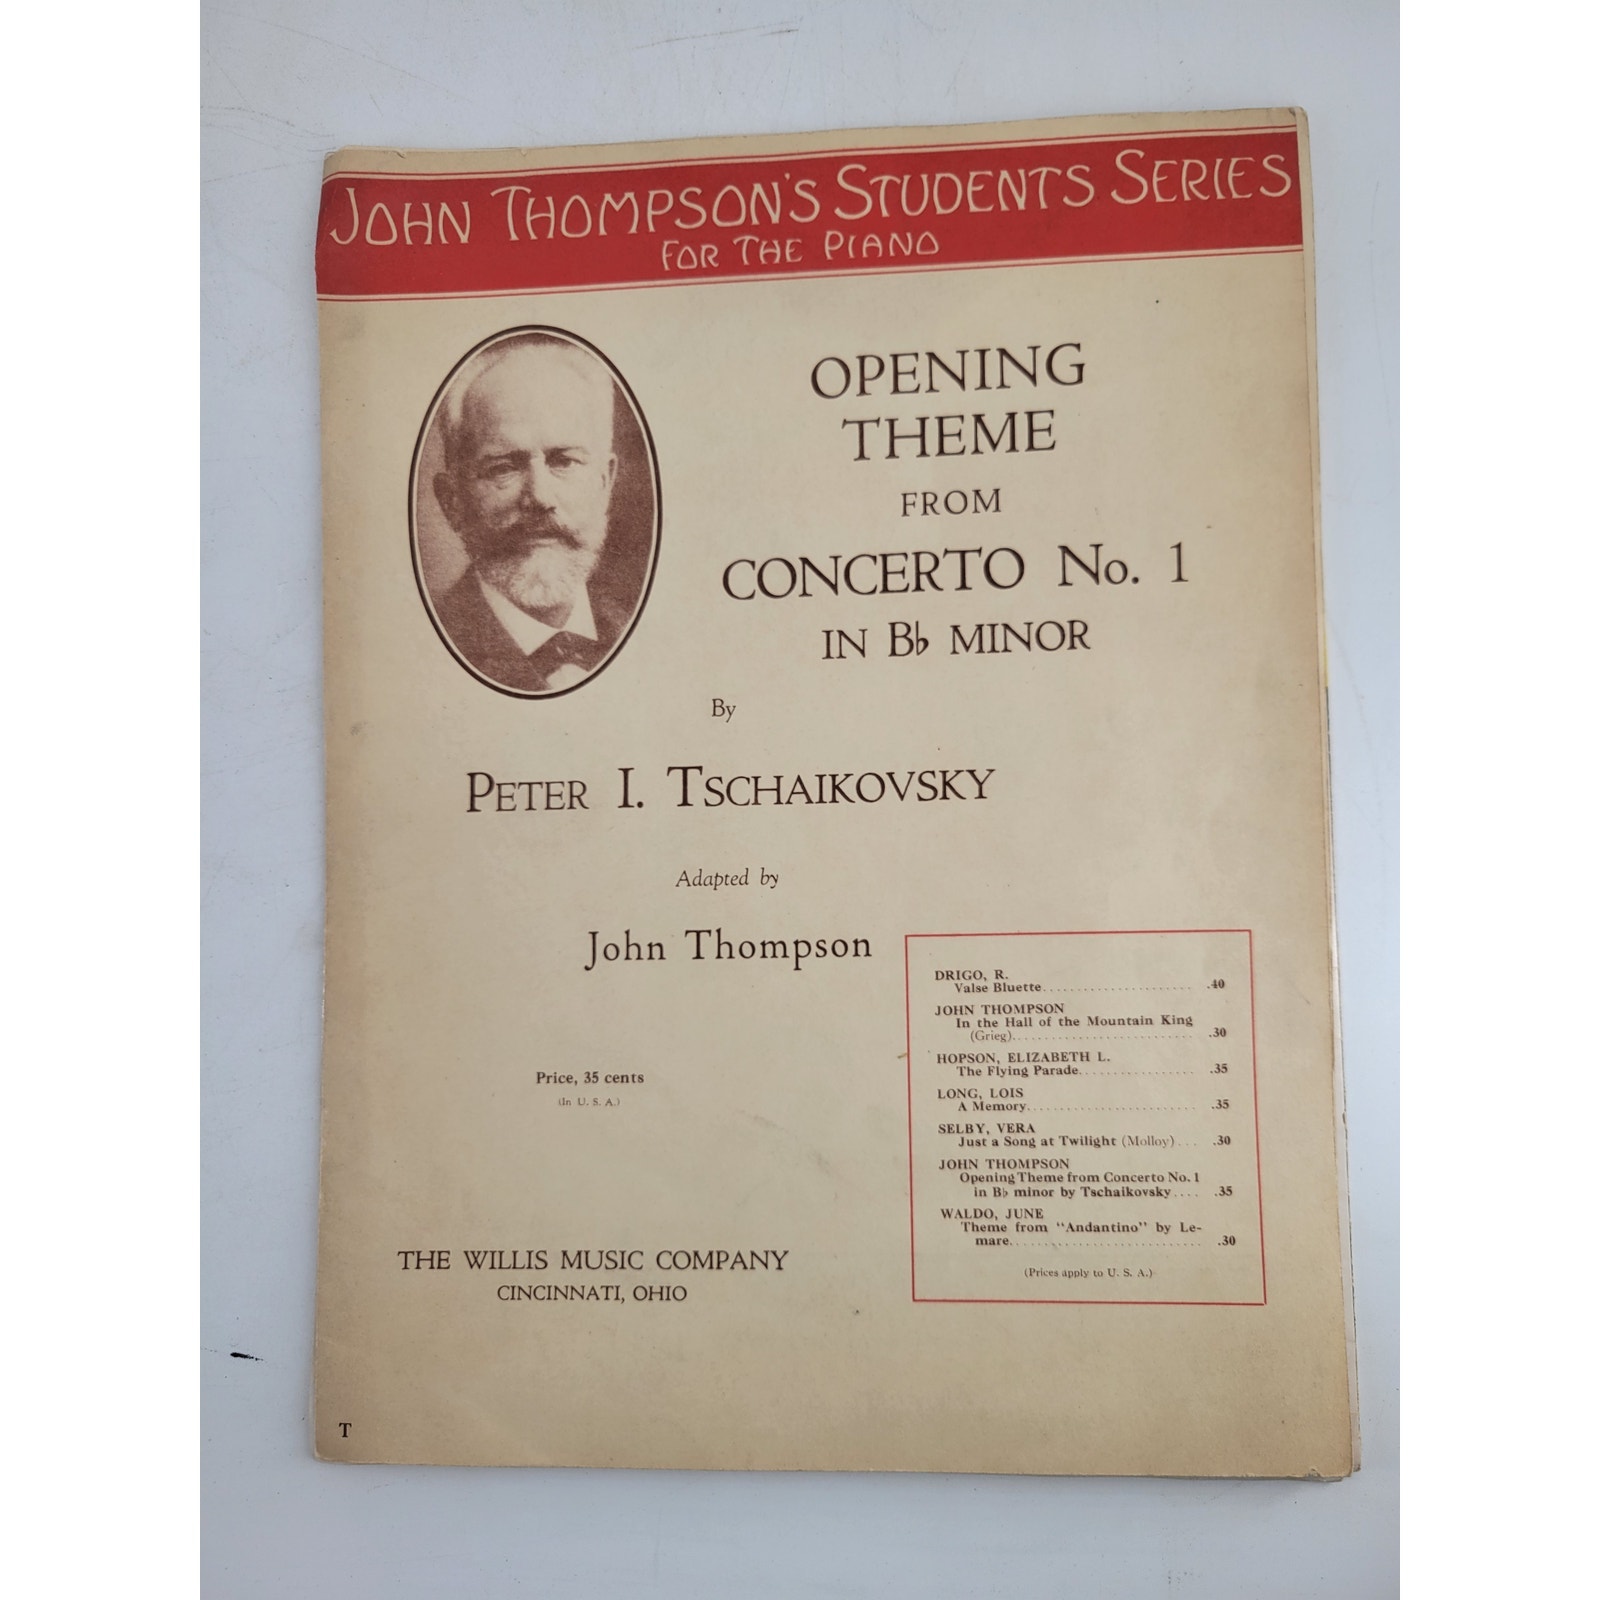 JOHN THOMPSON'S STUDENTS SERIES
FOR THE PIANO
OPENING
THEME
FROM
CONCERTO No. 1
IN B♭ MINOR
By
PETER I. TSCHAIKOVSKY
Adapted by
John Thompson
Price, 35 cents
(In U. S. A.)
THE WILLIS MUSIC COMPANY
CINCINNATI, OHIO
T
DRIGO, R.
Valse Bluette...................... .40
JOHN THOMPSON
In the Hall of the Mountain King
(Grieg)........................... .30
HOPSON, ELIZABETH L.
The Flying Parade................. .35
LONG, LOIS
A Memory.......................... .35
SELBY, VERA
Just a Song at Twilight (Molloy)... .30
JOHN THOMPSON
Opening Theme from Concerto No. 1
in B♭ minor by Tschaikovsky.... .35
WALDO, JUNE
Theme from "Andantino" by Le-
mare............................. .30
(Prices apply to U. S. A.)